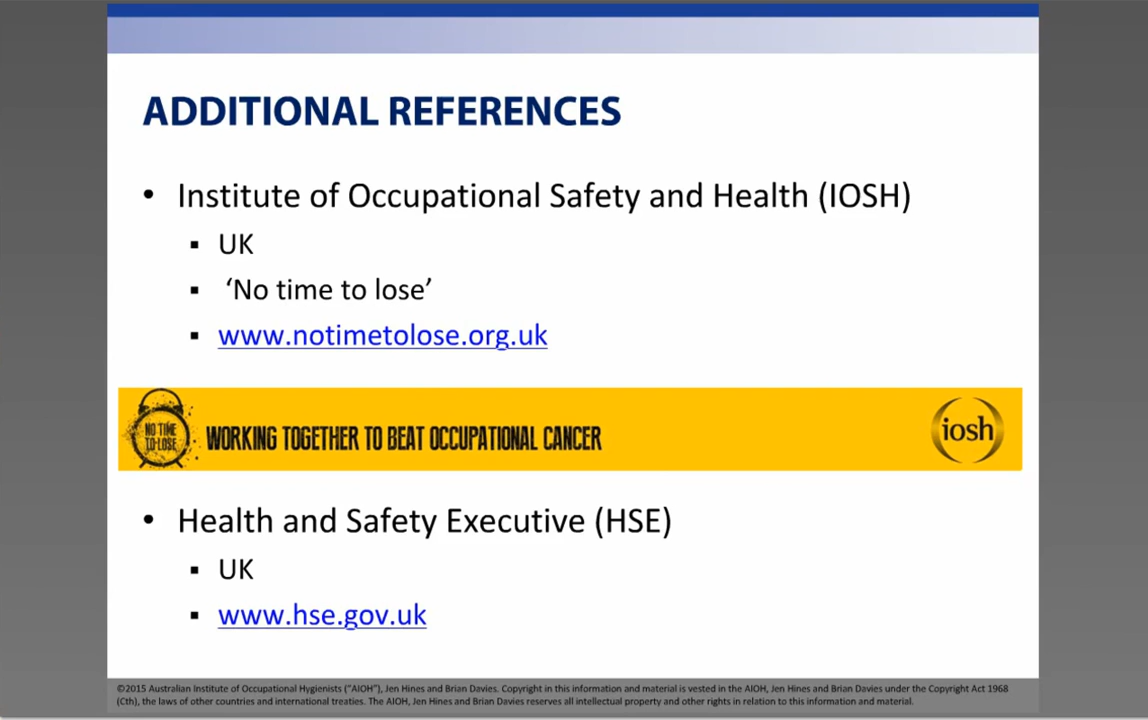 ADDITIONAL REFERENCES
• Institute of Occupational Safety and Health (IOSH)
▪ UK
▪ ‘No time to lose’
▪ www.notimetolose.org.uk
NO TIME
TO LOSE
WORKING TOGETHER TO BEAT OCCUPATIONAL CANCER
iosh
• Health and Safety Executive (HSE)
▪ UK
▪ www.hse.gov.uk
©2015 Australian Institute of Occupational Hygienists (“AIOH”), Jen Hines and Brian Davies. Copyright in this information and material is vested in the AIOH, Jen Hines and Brian Davies under the Copyright Act 1968
(Cth), the laws of other countries and international treaties. The AIOH, Jen Hines and Brian Davies reserves all intellectual property and other rights in relation to this information and material.